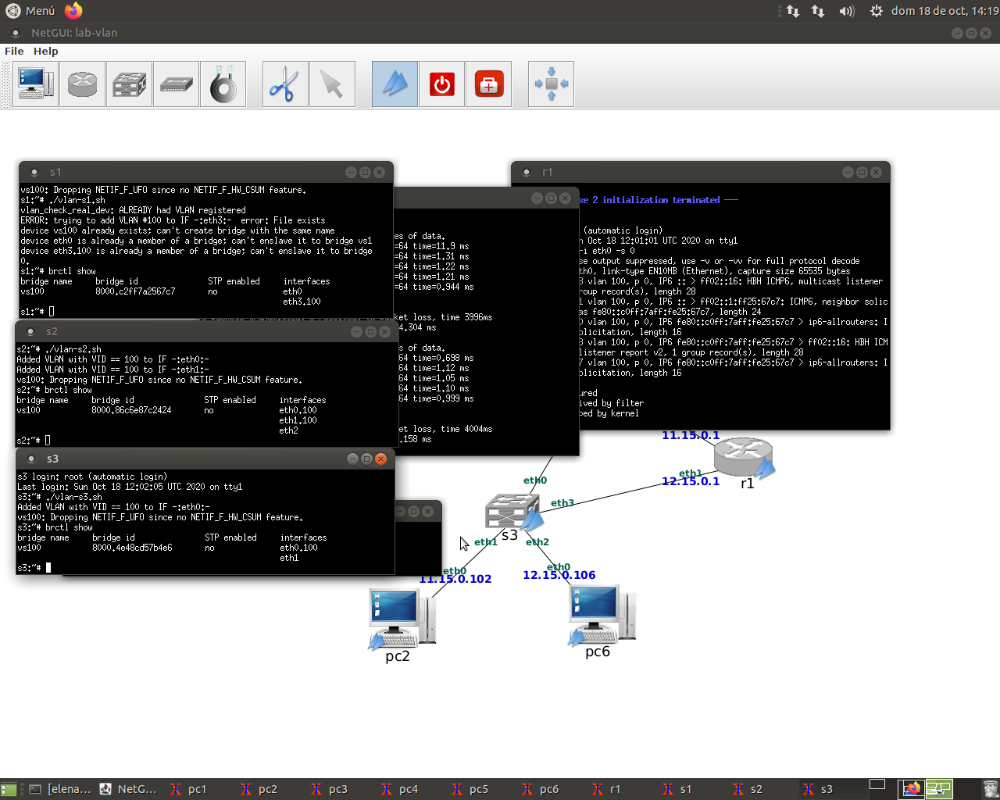 Menú
dom 18 de oct, 14:19
NetGUI: lab-vlan
File Help
s1
vs100: Dropping NETIF_F_UFO since no NETIF_F_HW_CSUM feature.
s1:~# ./vlan-s1.sh
vlan_check_real_dev: ALREADY had VLAN registered
ERROR: trying to add VLAN #100 to IF -:eth3:-  error: File exists
device vs100 already exists; can't create bridge with the same name
device eth0 is already a member of a bridge; can't enslave it to bridge vs1
device eth3.100 is already a member of a bridge; can't enslave it to bridge
0.
s1:~# brctl show
bridge name bridge id STP enabled interfaces
vs100 8000.c2ff7a2567c7 no eth0
eth3.100
s1:~#
es of data.
=64 time=11.9 ms
=64 time=1.31 ms
=64 time=1.22 ms
=64 time=1.21 ms
=64 time=0.944 ms
cket loss, time 3996ms
4.304 ms
es of data.
=64 time=0.698 ms
=64 time=1.12 ms
=64 time=1.05 ms
=64 time=1.10 ms
=64 time=0.999 ms
et loss, time 4004ms
.158 ms
r1
se 2 initialization terminated
(automatic login)
n Oct 18 12:01:01 UTC 2020 on tty1
-i eth0 -s 0
se output suppressed, use -v or -vv for full protocol decode
th0, link-type EN10MB (Ethernet), capture size 65535 bytes
8 vlan 100, p 0, IP6 :: > ff02::16: HBH ICMP6, multicast listener
roup record(s), length 28
1 vlan 100, p 0, IP6 :: > ff02::1:ff25:67c7: ICMP6, neighbor solic
as fe80::c0ff:7aff:fe25:67c7, length 24
0 vlan 100, p 0, IP6 fe80::c0ff:7aff:fe25:67c7 > ip6-allrouters: I
olicitation, length 16
8 vlan 100, p 0, IP6 fe80::c0ff:7aff:fe25:67c7 > ff02::16: HBH ICM
listener report v2, 1 group record(s), length 28
7 vlan 100, p 0, IP6 fe80::c0ff:7aff:fe25:67c7 > ip6-allrouters: I
olicitation, length 16
ured
ived by filter
ped by kernel
s2
s2:~# ./vlan-s2.sh
Added VLAN with VID == 100 to IF -:eth0:-
Added VLAN with VID == 100 to IF -:eth1:-
vs100: Dropping NETIF_F_UFO since no NETIF_F_HW_CSUM feature.
s2:~# brctl show
bridge name bridge id STP enabled interfaces
vs100 8000.86c6e87c2424 no eth0.100
eth1.100
eth2
s2:~#
s3
s3 login: root (automatic login)
Last login: Sun Oct 18 12:02:05 UTC 2020 on tty1
s3:~# ./vlan-s3.sh
Added VLAN with VID == 100 to IF -:eth0:-
vs100: Dropping NETIF_F_UFO since no NETIF_F_HW_CSUM feature.
s3:~# brctl show
bridge name bridge id STP enabled interfaces
vs100 8000.4e48cd57b4e6 no eth0.100
eth1
s3:~#
11.15.0.1
eth1
12.15.0.1
r1
eth0
eth3
s3
eth1
eth2
eth0
11.15.0.102
eth0
12.15.0.106
pc2
pc6
[elena... NetG... pc1 pc2 pc3 pc4 pc5 pc6 r1 s1 s2 s3